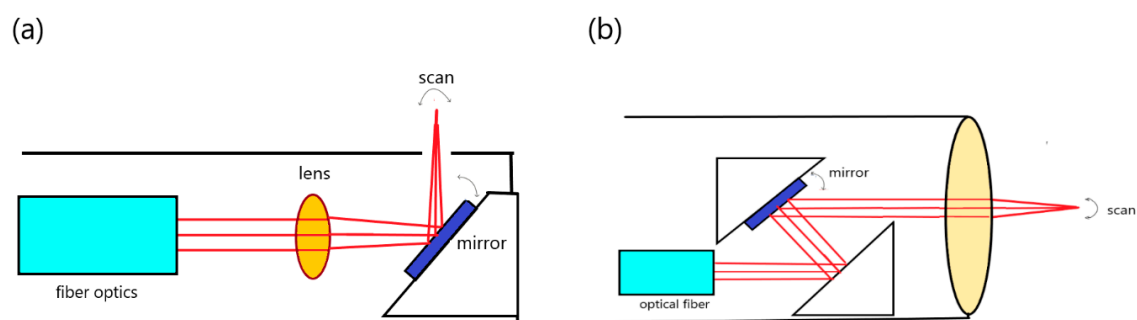 (a)
scan
lens
mirror
fiber optics
(b)
mirror
scan
optical fiber